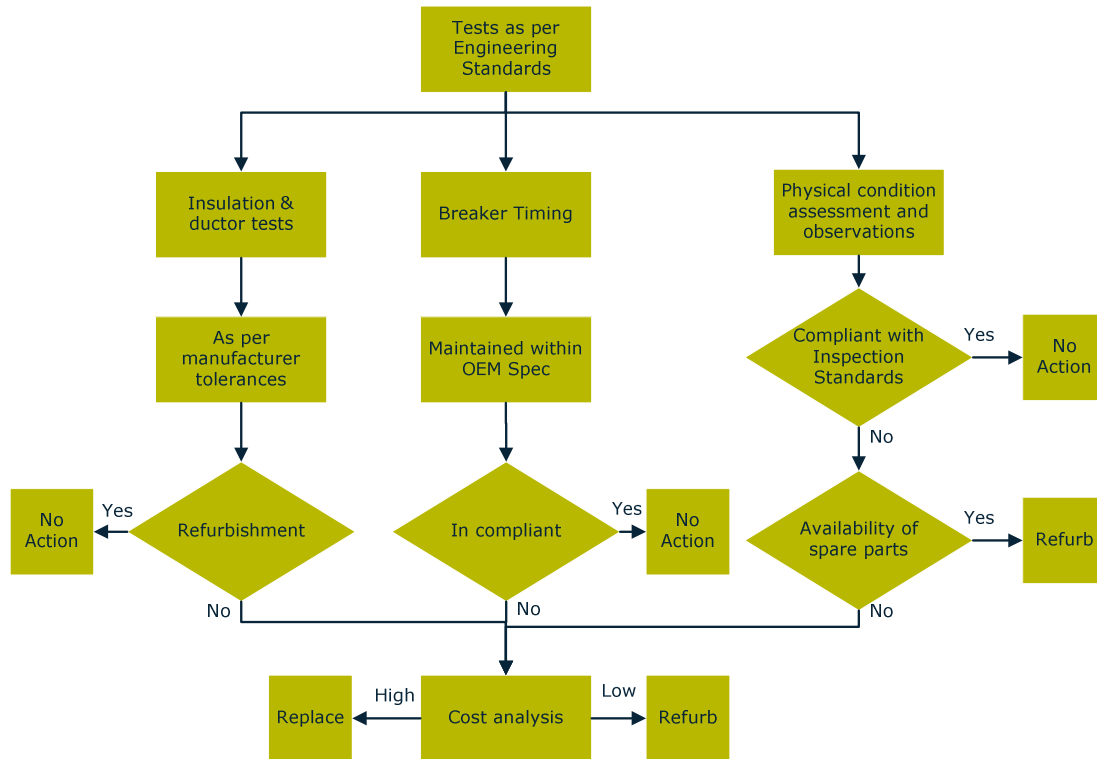 Tests as per
Engineering
Standards
Insulation &
ductor tests
Breaker Timing
Physical condition
assessment and
observations
As per
manufacturer
tolerances
Maintained within
OEM Spec
Compliant with
Inspection
Standards
Yes
No
Action
No
No
Action
Yes
Refurbishment
In compliant
Yes
No
Action
Availability of
spare parts
Yes
Refurb
No
No
No
Replace
High
Cost analysis
Low
Refurb